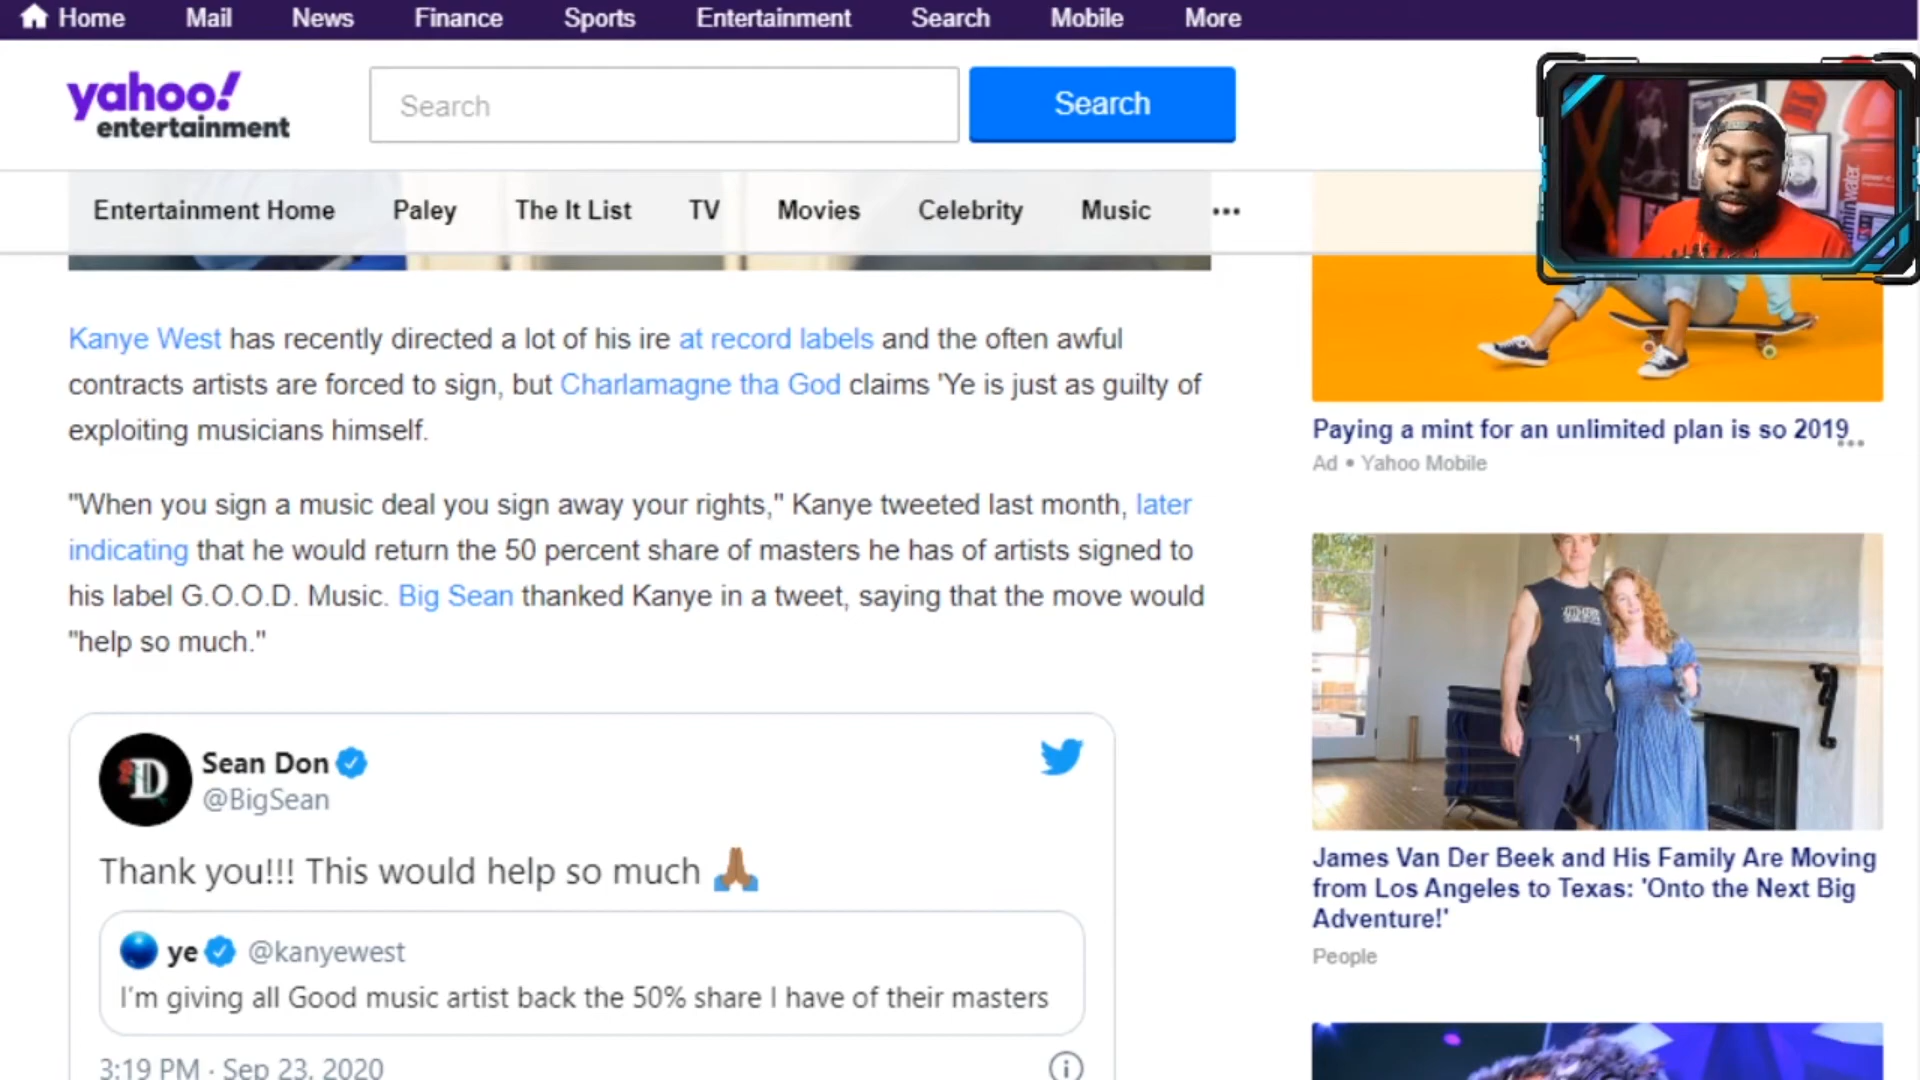 Home Mail News Finance Sports Entertainment Search Mobile More
yahoo!
entertainment
Search
Search
Entertainment Home Paley The It List TV Movies Celebrity Music ...
Kanye West has recently directed a lot of his ire at record labels and the often awful
contracts artists are forced to sign, but Charlamagne tha God claims 'Ye is just as guilty of
exploiting musicians himself.
"When you sign a music deal you sign away your rights," Kanye tweeted last month, later
indicating that he would return the 50 percent share of masters he has of artists signed to
his label G.O.O.D. Music. Big Sean thanked Kanye in a tweet, saying that the move would
"help so much."
Sean Don
@BigSean
Thank you!!! This would help so much 🙏🏽
ye @kanyewest
I'm giving all Good music artist back the 50% share I have of their masters
3:19 PM · Sep 23, 2020
Paying a mint for an unlimited plan is so 2019
...
Ad • Yahoo Mobile
James Van Der Beek and His Family Are Moving
from Los Angeles to Texas: 'Onto the Next Big
Adventure!'
People